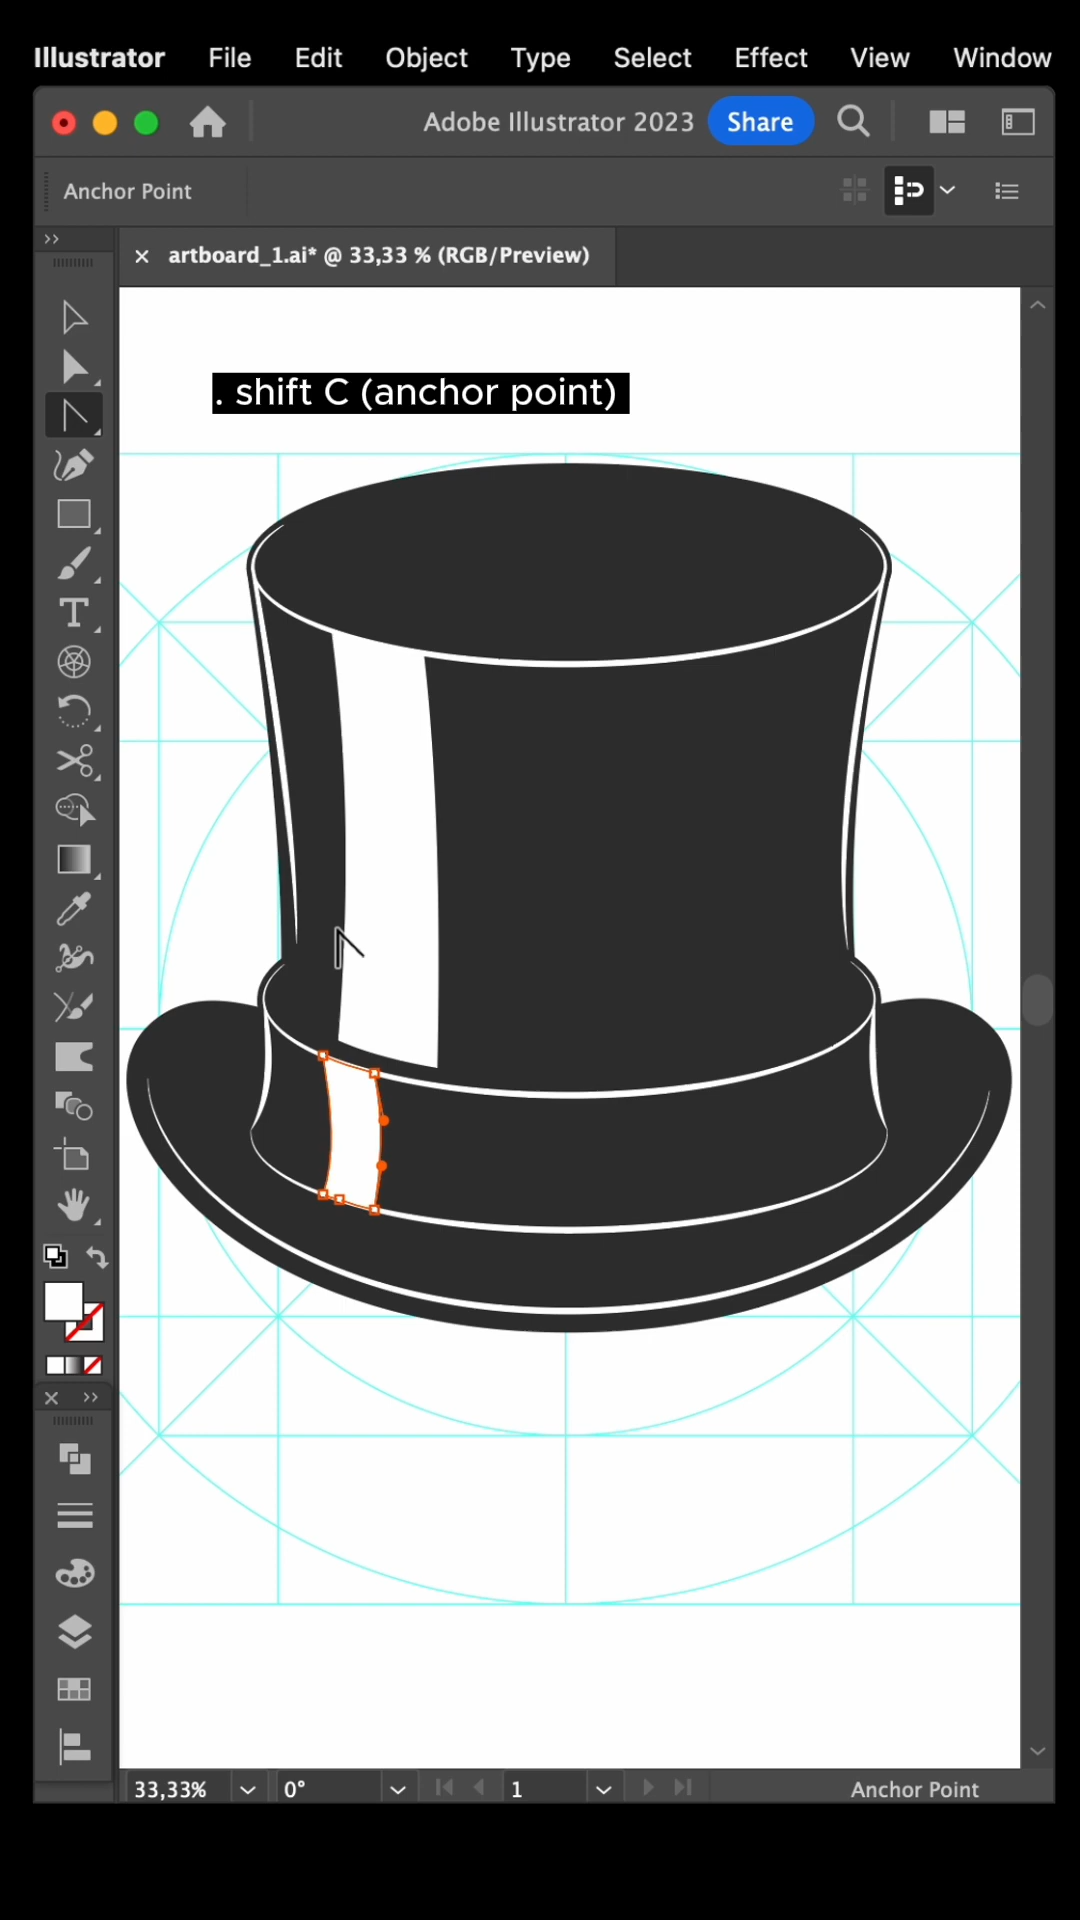 Illustrator File Edit Object Type Select Effect View Window
Adobe Illustrator 2023 Share
Anchor Point
artboard_1.ai* @ 33,33 % (RGB/Preview)
. shift C (anchor point)
33,33% 0° 1 Anchor Point